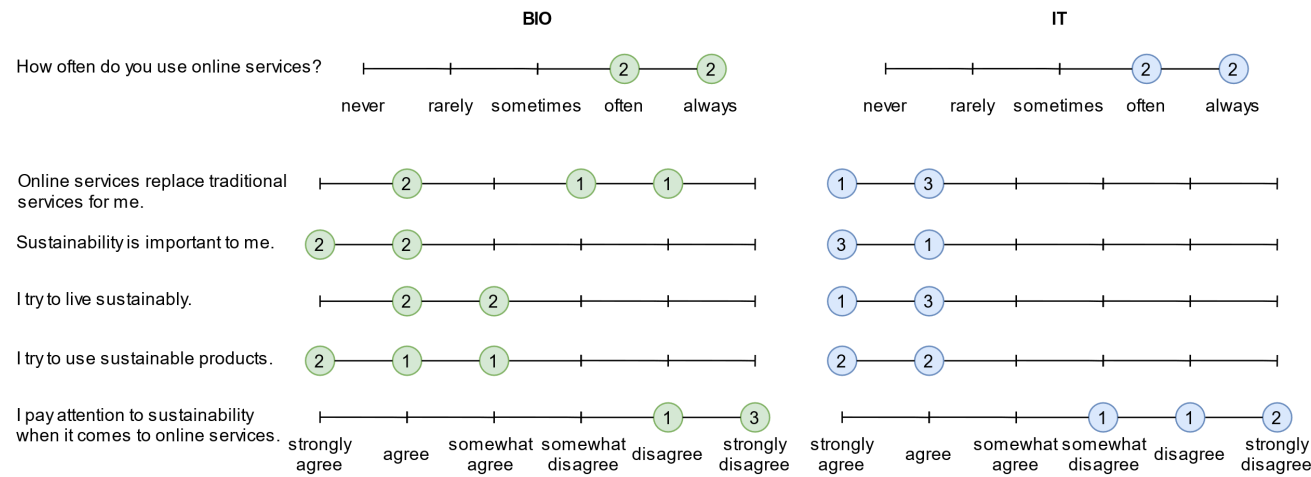 BIO IT
How often do you use online services? 2 2 2 2
never rarely sometimes often always never rarely sometimes often always
Online services replace traditional
services for me. 2 1 1 1 3
Sustainability is important to me. 2 2 3 1
I try to live sustainably. 2 2 1 3
I try to use sustainable products. 2 1 1 2 2
I pay attention to sustainability
when it comes to online services. 1 3 1 1 2
strongly agree somewhat somewhat disagree strongly strongly agree somewhat somewhat disagree strongly
agree agree disagree disagree agree agree disagree disagree